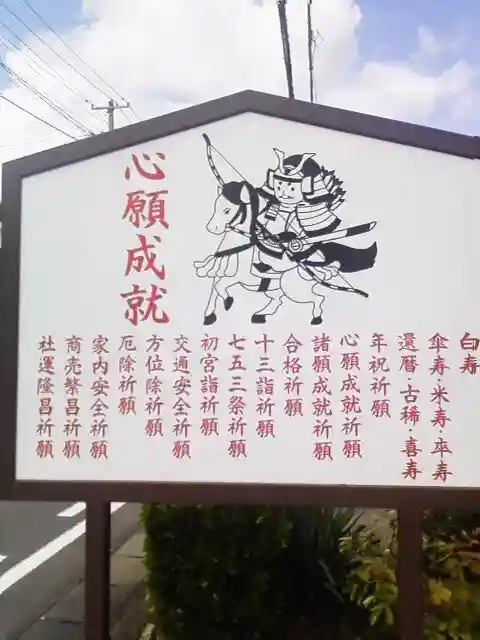 心願成就
白寿
傘寿・米寿・卒寿
還暦・古稀・喜寿
年祝祈願
心願成就祈願
諸願成就祈願
合格祈願
十三詣祈願
七五三祭祈願
初宮詣祈願
交通安全祈願
方位除祈願
厄除祈願
家内安全祈願
商売繁昌祈願
社運隆昌祈願